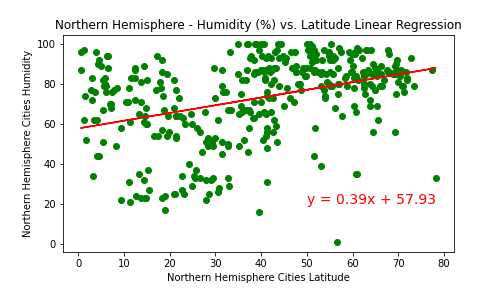 Northern Hemisphere - Humidity (%) vs. Latitude Linear Regression
Northern Hemisphere Cities Humidity
100
80
60
40
20
0
y = 0.39x + 57.93
0 10 20 30 40 50 60 70 80
Northern Hemisphere Cities Latitude